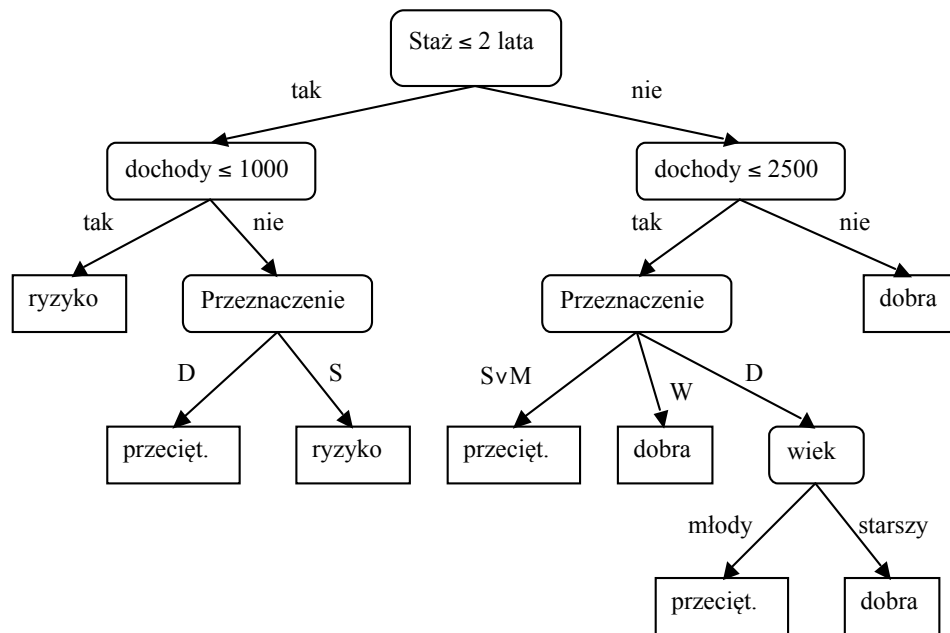 Staż ≤ 2 lata
tak
nie
dochody ≤ 1000
dochody ≤ 2500
tak
nie
tak
nie
ryzyko
Przeznaczenie
Przeznaczenie
dobra
D
S
SvM
W
D
przecięt.
ryzyko
przecięt.
dobra
wiek
młody
starszy
przecięt.
dobra